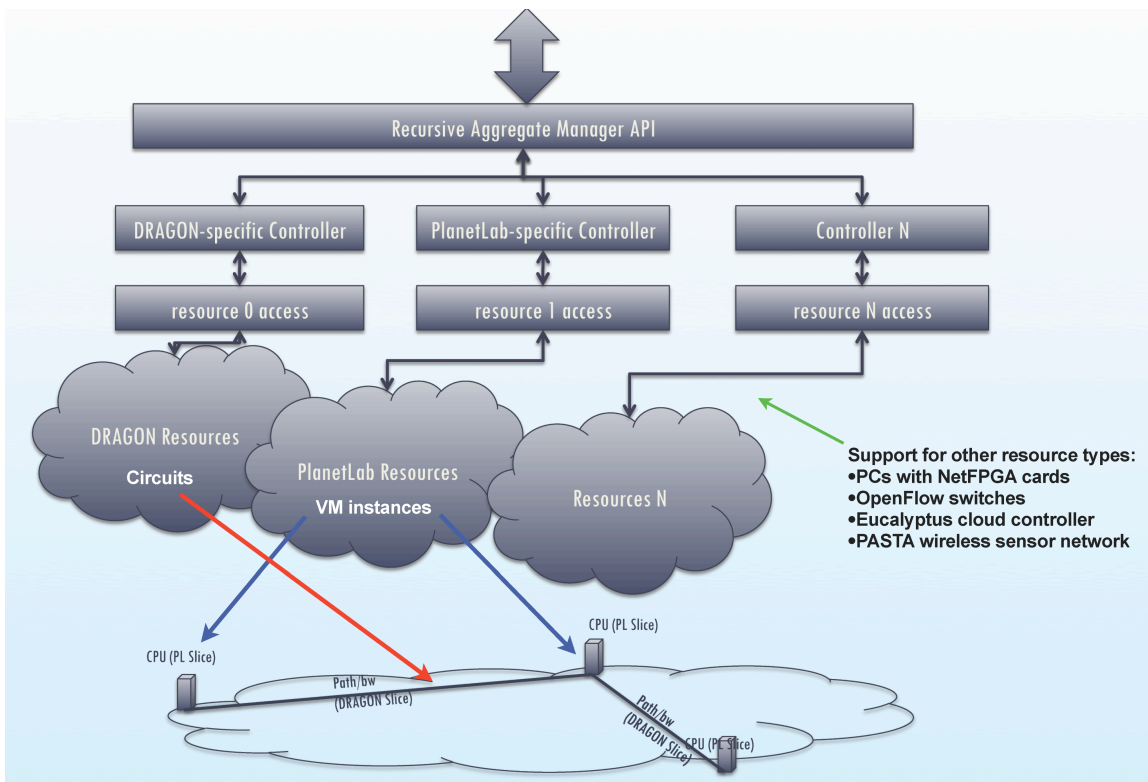 Recursive Aggregate Manager API
DRAGON-specific Controller
PlanetLab-specific Controller
Controller N
resource 0 access
resource 1 access
resource N access
DRAGON Resources
Circuits
PlanetLab Resources
VM instances
Resources N
Support for other resource types:
•PCs with NetFPGA cards
•OpenFlow switches
•Eucalyptus cloud controller
•PASTA wireless sensor network
CPU (PL Slice)
CPU (PL Slice)
Path/bw
(DRAGON Slice)
Path/bw
(DRAGON Slice)
CPU (PL Slice)